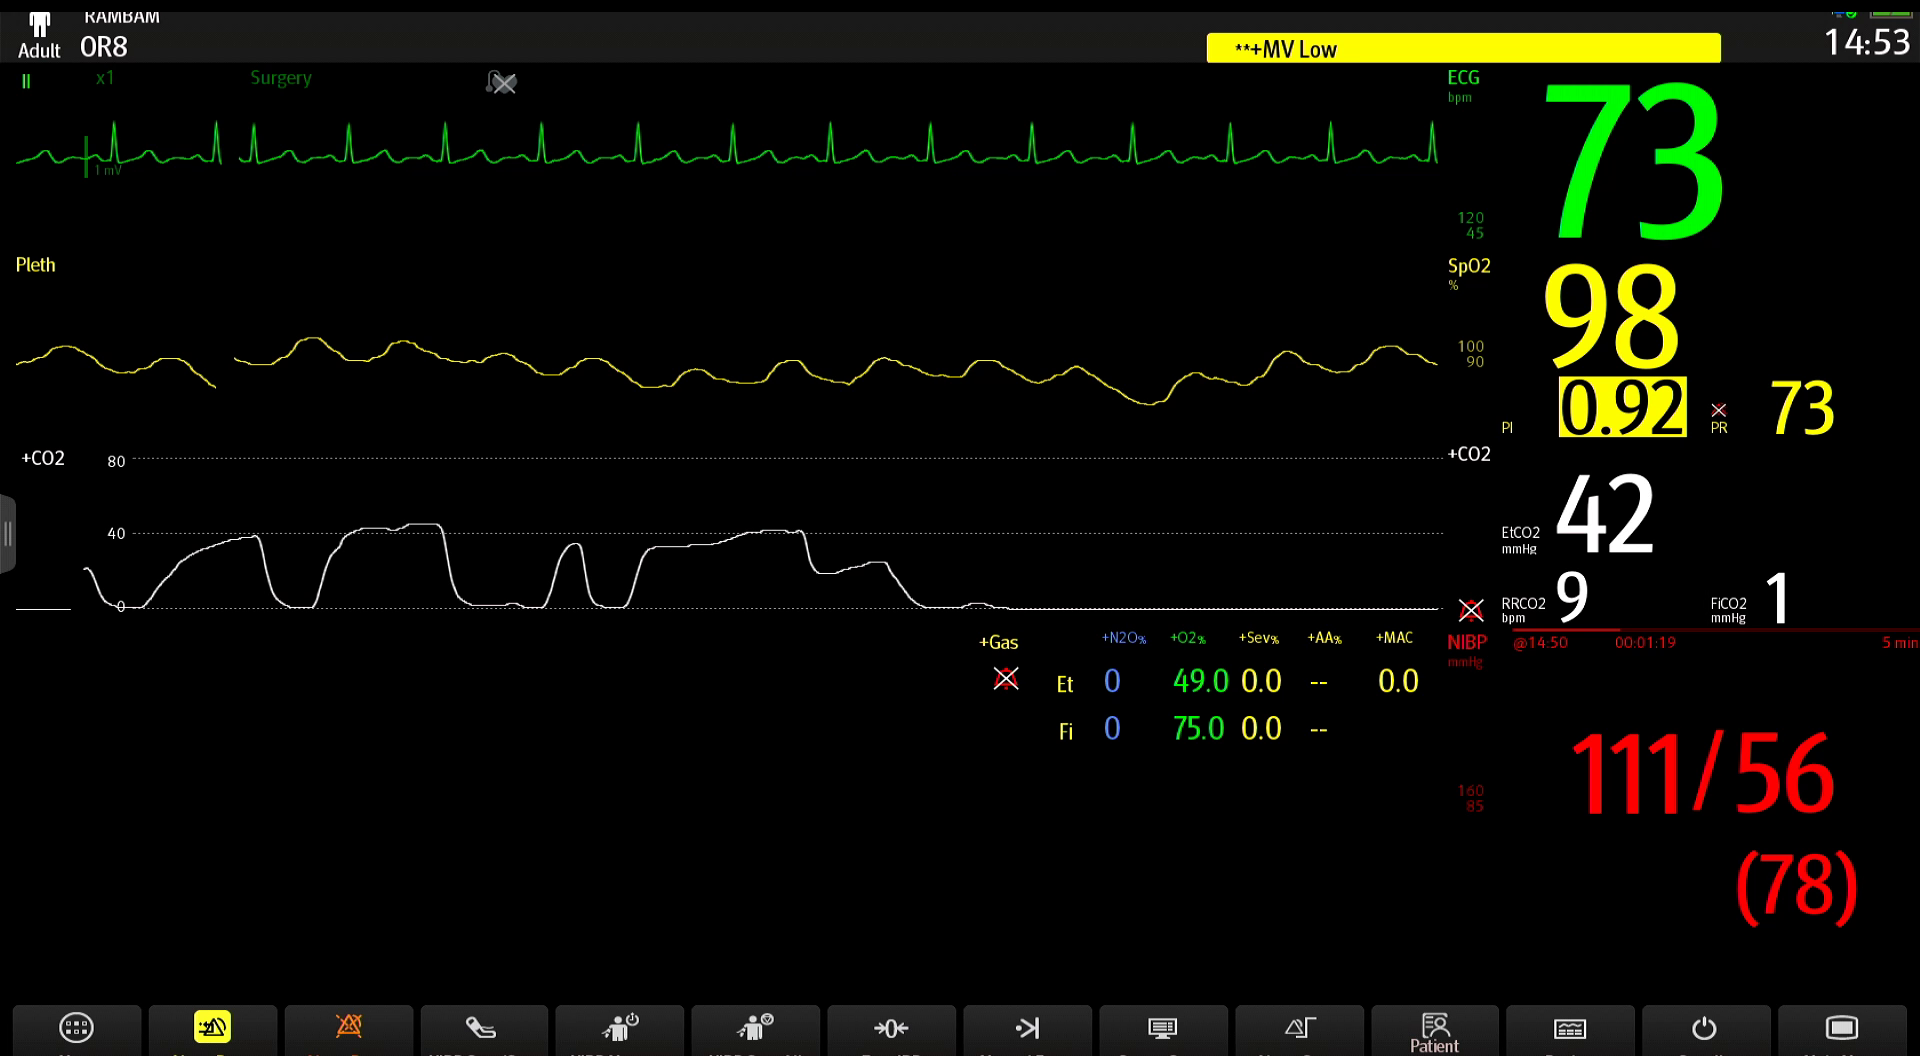 RAMBAM
Adult OR8
**+MV Low
14:53
II x1 Surgery
1 mV
ECG
bpm
73
120
45
Pleth
SpO2
%
98
100
90
PI 0.92 PR 73
+CO2 80
40
0
+CO2
EtCO2
mmHg
42
RRCO2
bpm
9
FiCO2
mmHg
1
+Gas +N2O% +O2% +Sev% +AA% +MAC
Et 0 49.0 0.0 -- 0.0
Fi 0 75.0 0.0 --
NIBP
mmHg
@14:50 00:01:19 5 min
160
85
111/56
(78)
Patient